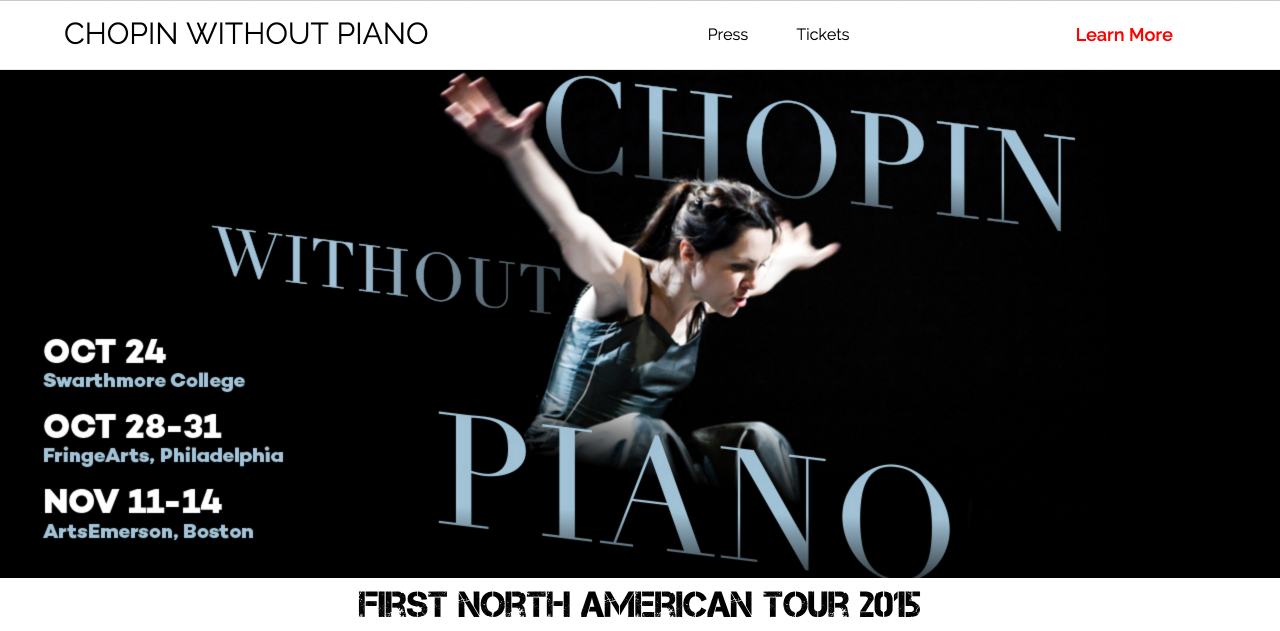 CHOPIN WITHOUT PIANO
Press
Tickets
Learn More
CHOPIN
WITHOUT
PIANO
OCT 24
Swarthmore College
OCT 28-31
FringeArts, Philadelphia
NOV 11-14
ArtsEmerson, Boston
FIRST NORTH AMERICAN TOUR 2015